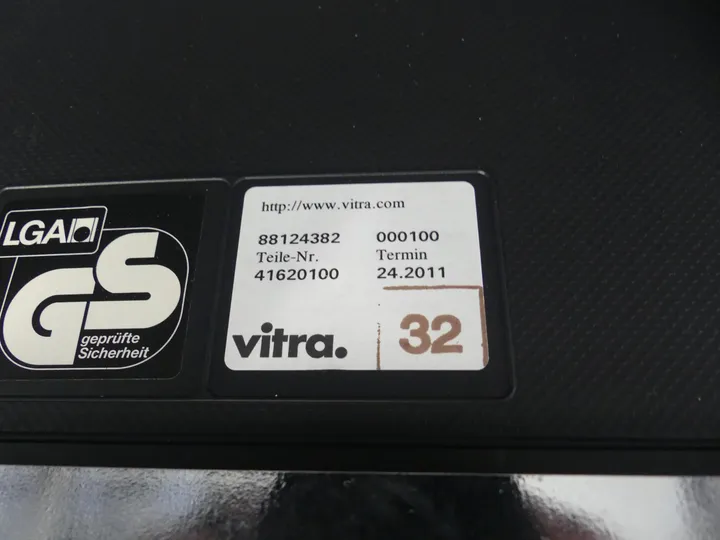 LGA
GS
geprüfte
Sicherheit
http://www.vitra.com
88124382 000100
Teile-Nr. Termin
41620100 24.2011
vitra. 32